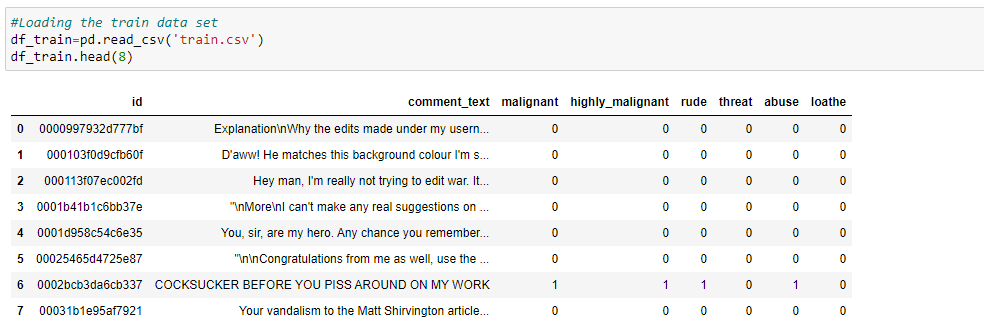 #Loading the train data set
df_train=pd.read_csv('train.csv')
df_train.head(8)
id comment_text malignant highly_malignant rude threat abuse loathe
0 0000997932d777bf Explanation\nWhy the edits made under my usern... 0 0 0 0 0 0
1 000103f0d9cfb60f D'aww! He matches this background colour I'm s... 0 0 0 0 0 0
2 000113f07ec002fd Hey man, I'm really not trying to edit war. It... 0 0 0 0 0 0
3 0001b41b1c6bb37e "\nMore\nI can't make any real suggestions on ... 0 0 0 0 0 0
4 0001d958c54c6e35 You, sir, are my hero. Any chance you remember... 0 0 0 0 0 0
5 00025465d4725e87 "\n\nCongratulations from me as well, use the ... 0 0 0 0 0 0
6 0002bcb3da6cb337 COCKSUCKER BEFORE YOU PISS AROUND ON MY WORK 1 1 1 0 1 0
7 00031b1e95af7921 Your vandalism to the Matt Shirvington article... 0 0 0 0 0 0